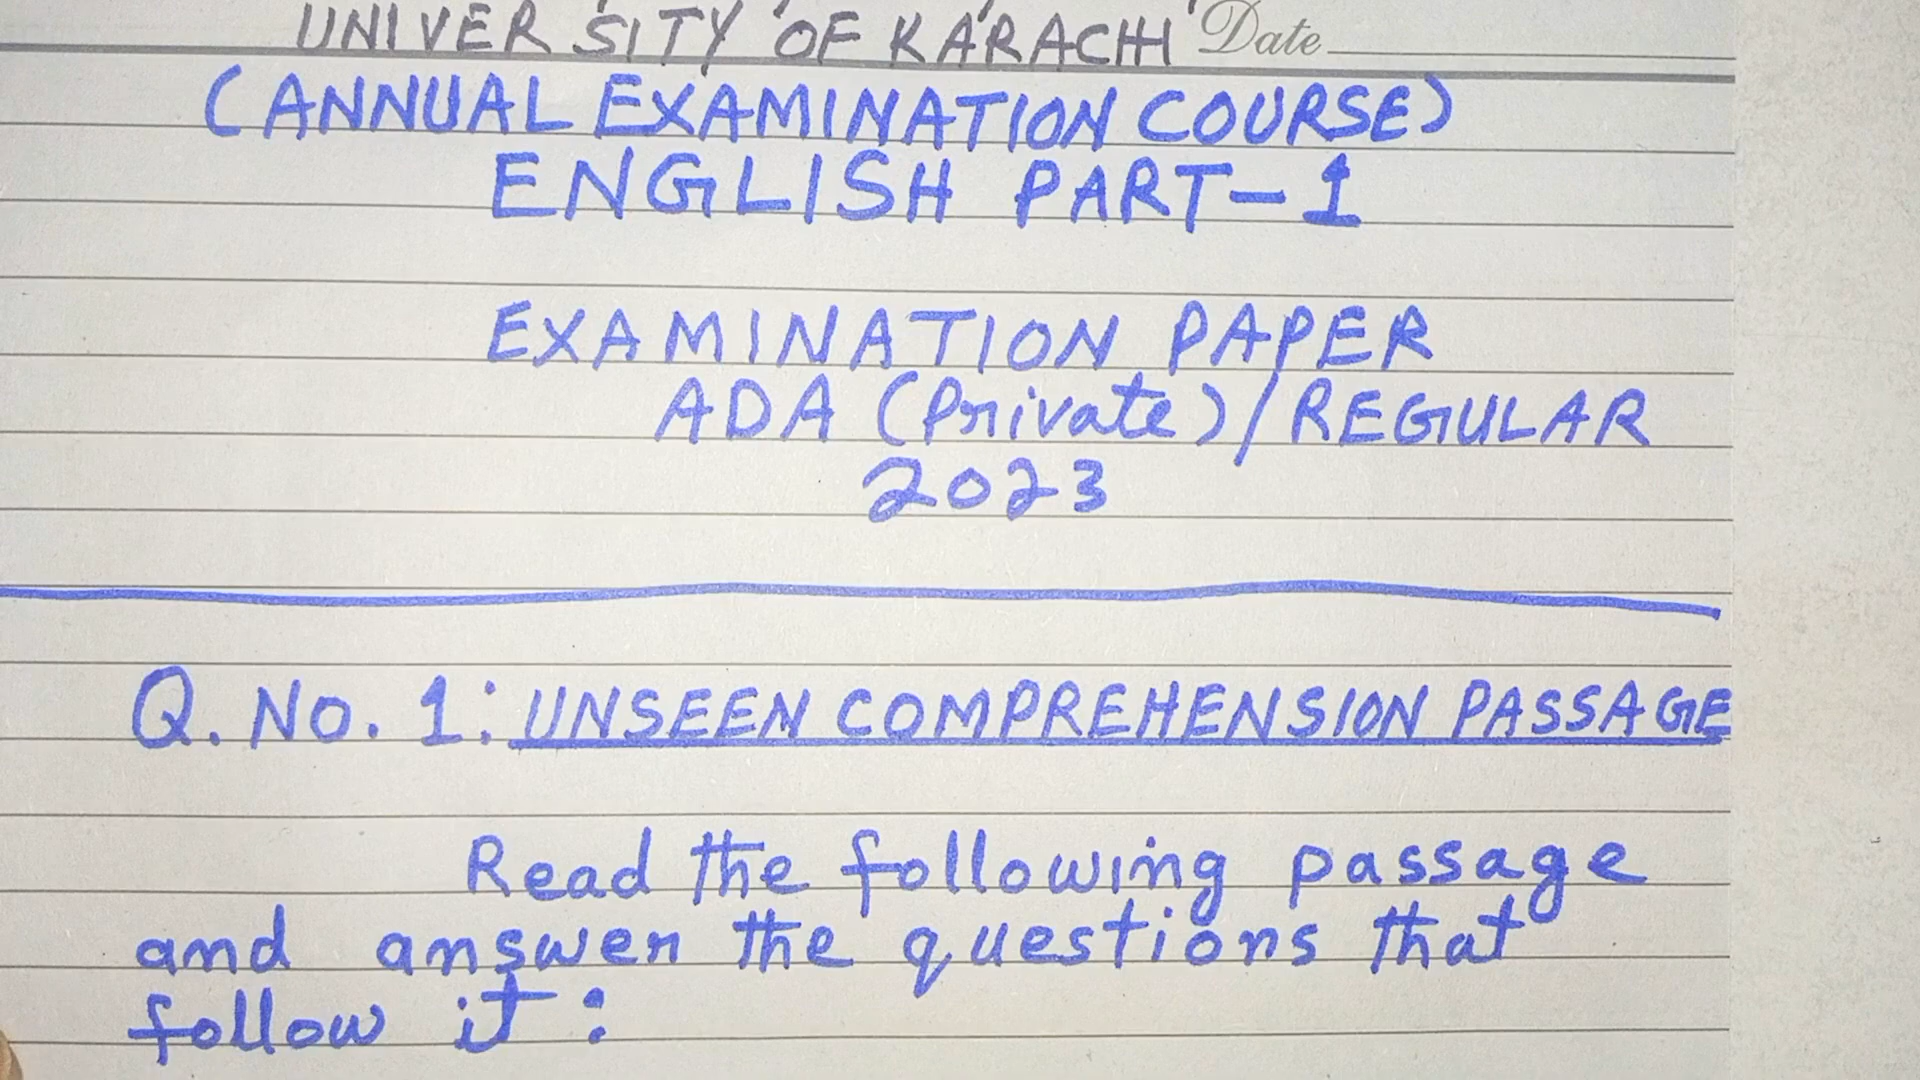 UNIVERSITY OF KARACHI Date
(ANNUAL EXAMINATION COURSE)
ENGLISH PART-1
EXAMINATION PAPER
ADA (Private)/REGULAR
2023
Q. No. 1: UNSEEN COMPREHENSION PASSAGE
Read the following passage
and answer the questions that
follow it: